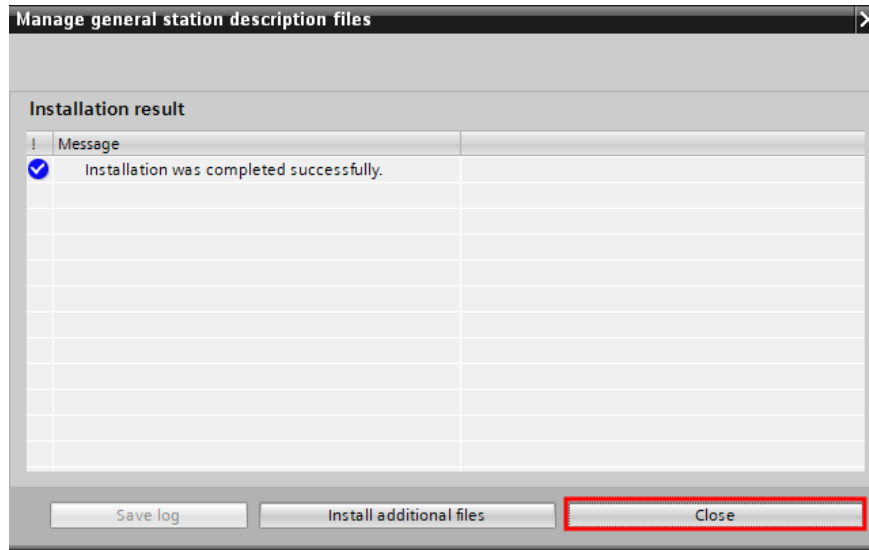 Manage general station description files
Installation result
! Message
Installation was completed successfully.
Save log
Install additional files
Close